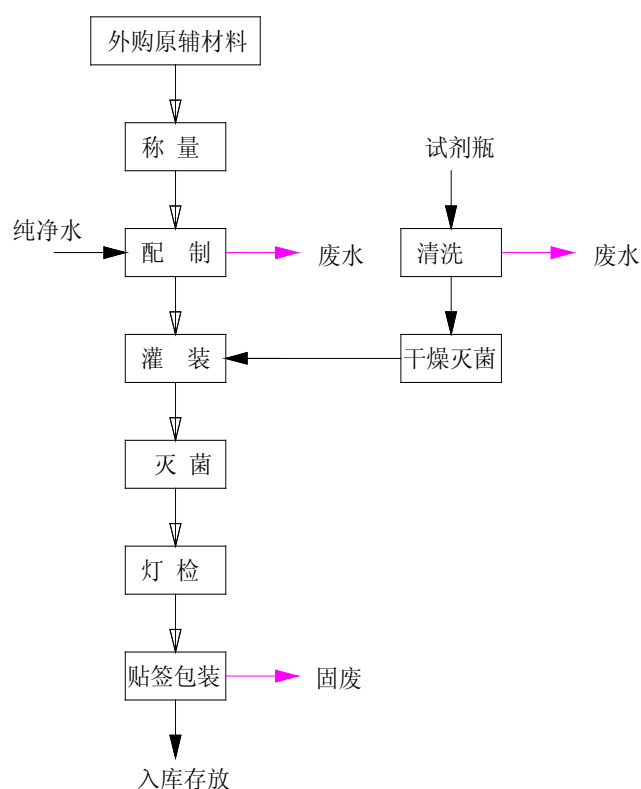 外购原辅材料
称 量
试剂瓶
纯净水
配 制
废水
清洗
废水
灌 装
干燥灭菌
灭 菌
灯 检
贴签包装
固废
入库存放